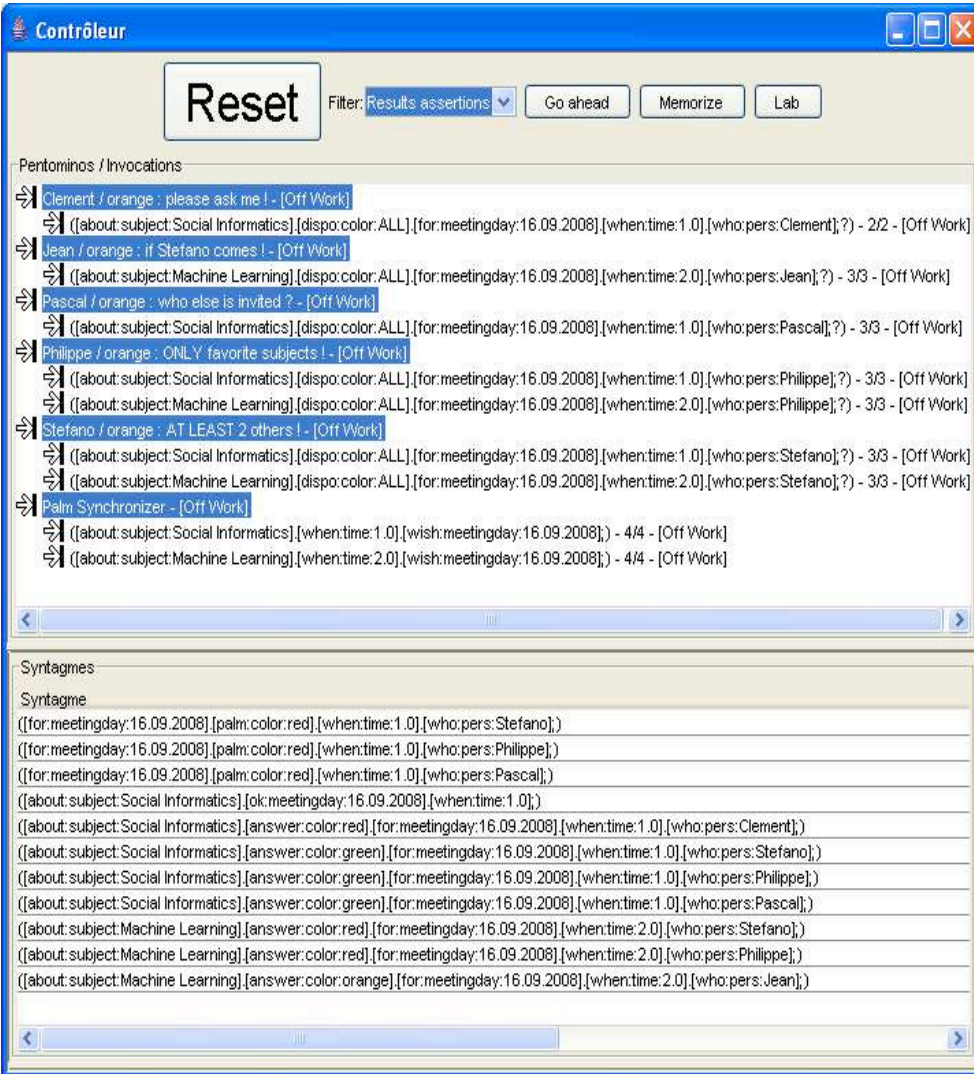 Contrôleur
Reset Filter: Results assertions Go ahead Memorize Lab
Pentominos / Invocations
Clement / orange : please ask me ! - [Off Work]
([about:subject:Social Informatics].[dispo:color:ALL].[for:meetingday:16.09.2008].[when:time:1.0].[who:pers:Clement];?) - 2/2 - [Off Work]
Jean / orange : if Stefano comes ! - [Off Work]
([about:subject:Machine Learning].[dispo:color:ALL].[for:meetingday:16.09.2008].[when:time:2.0].[who:pers:Jean];?) - 3/3 - [Off Work]
Pascal / orange : who else is invited ? - [Off Work]
([about:subject:Social Informatics].[dispo:color:ALL].[for:meetingday:16.09.2008].[when:time:1.0].[who:pers:Pascal];?) - 3/3 - [Off Work]
Philippe / orange : ONLY favorite subjects ! - [Off Work]
([about:subject:Social Informatics].[dispo:color:ALL].[for:meetingday:16.09.2008].[when:time:1.0].[who:pers:Philippe];?) - 3/3 - [Off Work]
([about:subject:Machine Learning].[dispo:color:ALL].[for:meetingday:16.09.2008].[when:time:2.0].[who:pers:Philippe];?) - 3/3 - [Off Work]
Stefano / orange : AT LEAST 2 others ! - [Off Work]
([about:subject:Social Informatics].[dispo:color:ALL].[for:meetingday:16.09.2008].[when:time:1.0].[who:pers:Stefano];?) - 3/3 - [Off Work]
([about:subject:Machine Learning].[dispo:color:ALL].[for:meetingday:16.09.2008].[when:time:2.0].[who:pers:Stefano];?) - 3/3 - [Off Work]
Palm Synchronizer - [Off Work]
([about:subject:Social Informatics].[when:time:1.0].[wish:meetingday:16.09.2008];) - 4/4 - [Off Work]
([about:subject:Machine Learning].[when:time:2.0].[wish:meetingday:16.09.2008];) - 4/4 - [Off Work]
Syntagmes
Syntagme
([for:meetingday:16.09.2008].[palm:color:red].[when:time:1.0].[who:pers:Stefano];)
([for:meetingday:16.09.2008].[palm:color:red].[when:time:1.0].[who:pers:Philippe];)
([for:meetingday:16.09.2008].[palm:color:red].[when:time:1.0].[who:pers:Pascal];)
([about:subject:Social Informatics].[ok:meetingday:16.09.2008].[when:time:1.0];)
([about:subject:Social Informatics].[answer:color:red].[for:meetingday:16.09.2008].[when:time:1.0].[who:pers:Clement];)
([about:subject:Social Informatics].[answer:color:green].[for:meetingday:16.09.2008].[when:time:1.0].[who:pers:Stefano];)
([about:subject:Social Informatics].[answer:color:green].[for:meetingday:16.09.2008].[when:time:1.0].[who:pers:Philippe];)
([about:subject:Social Informatics].[answer:color:green].[for:meetingday:16.09.2008].[when:time:1.0].[who:pers:Pascal];)
([about:subject:Machine Learning].[answer:color:red].[for:meetingday:16.09.2008].[when:time:2.0].[who:pers:Stefano];)
([about:subject:Machine Learning].[answer:color:red].[for:meetingday:16.09.2008].[when:time:2.0].[who:pers:Philippe];)
([about:subject:Machine Learning].[answer:color:orange].[for:meetingday:16.09.2008].[when:time:2.0].[who:pers:Jean];)